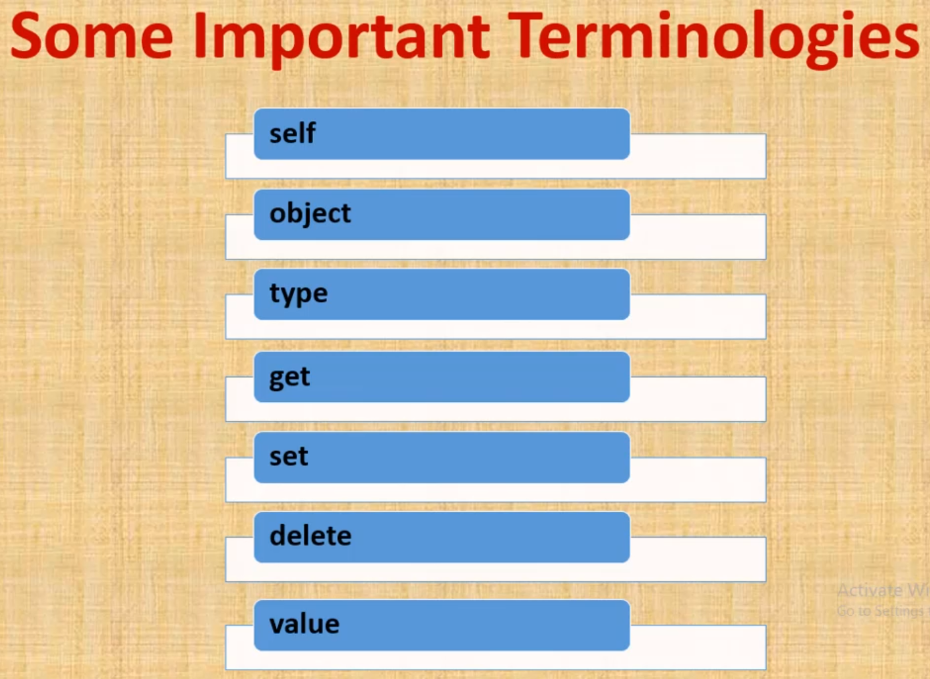 Some Important Terminologies
self
object
type
get
set
delete
value
Activate Wi
Go to Settings